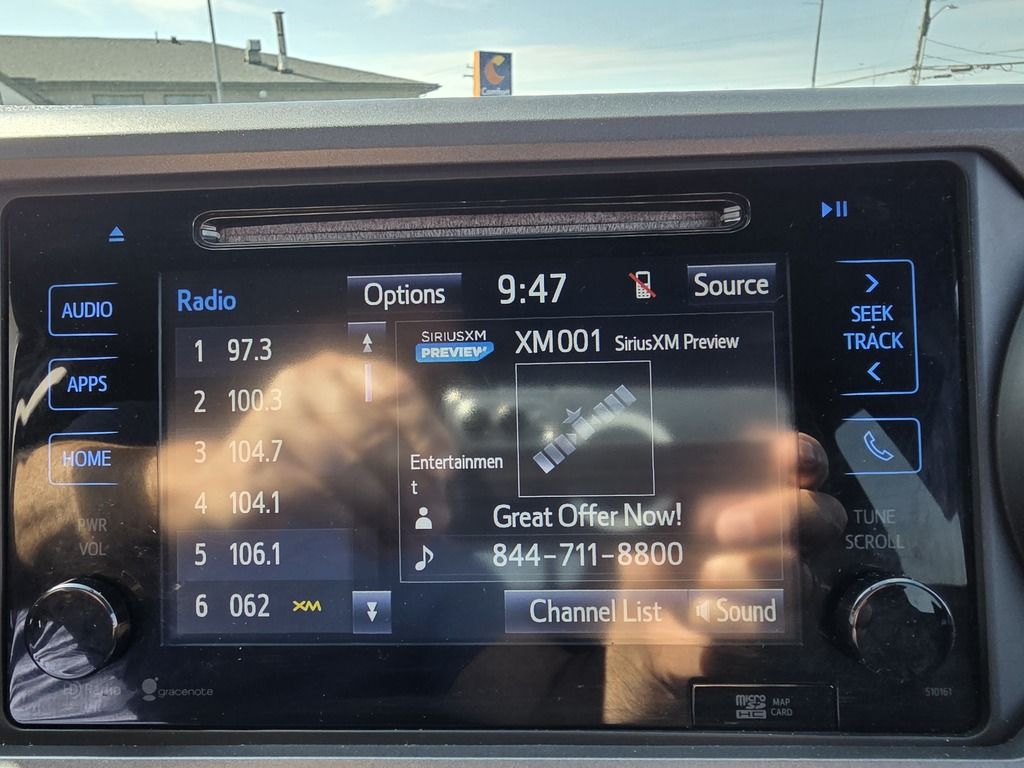 AUDIO
APPS
HOME
PWR
VOL
Radio
Options
9:47
Source
1 97.3
2 100.3
3 104.7
4 104.1
5 106.1
6 062 XM
SIRIUSXM
PREVIEW
XM001 SiriusXM Preview
Entertainmen
t
Great Offer Now!
844-711-8800
Channel List
Sound
SEEK
TRACK
TUNE
SCROLL
HD Radio
gracenote
micro
SD
HC
MAP
CARD
510161